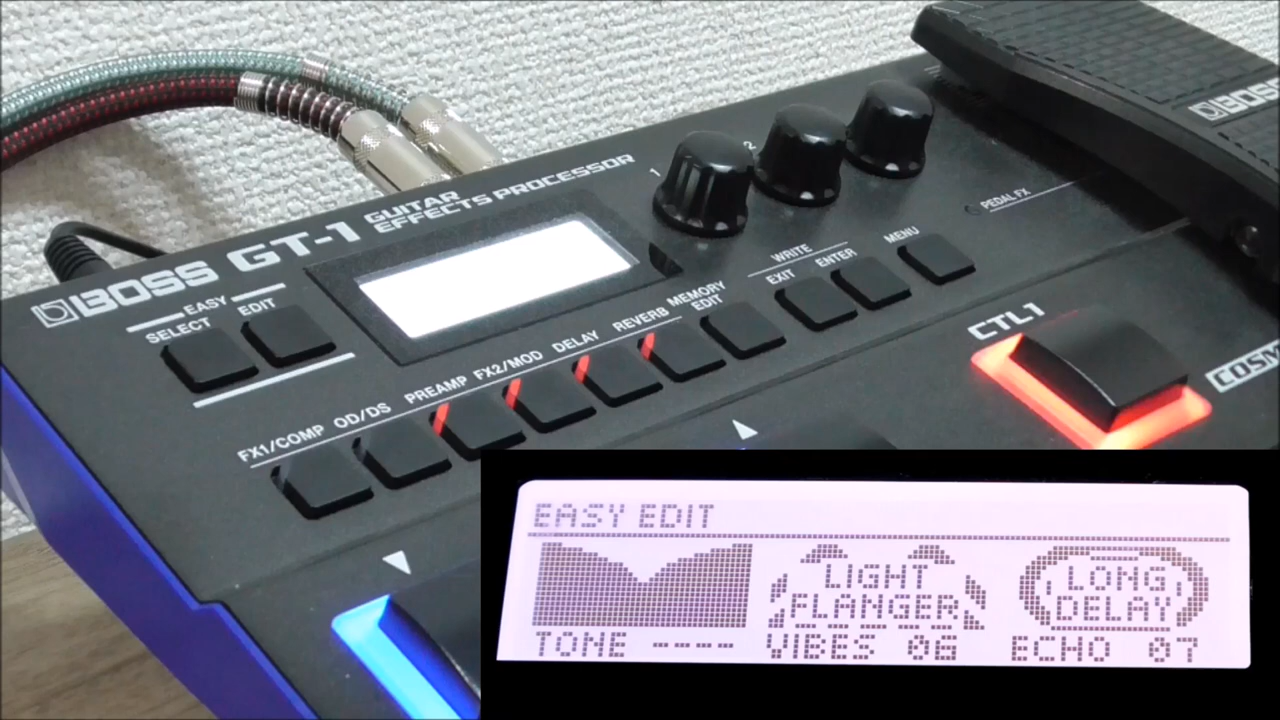 BOSS GT-1 GUITAR EFFECTS PROCESSOR
BOSS
1
2
PEDAL FX
EASY
SELECT EDIT
WRITE
EXIT ENTER MENU
FX1/COMP OD/DS PREAMP FX2/MOD DELAY REVERB MEMORY EDIT
CTL1
COSM
EASY EDIT
LIGHT FLANGER
LONG DELAY
TONE ---- VIBES 06 ECHO 07